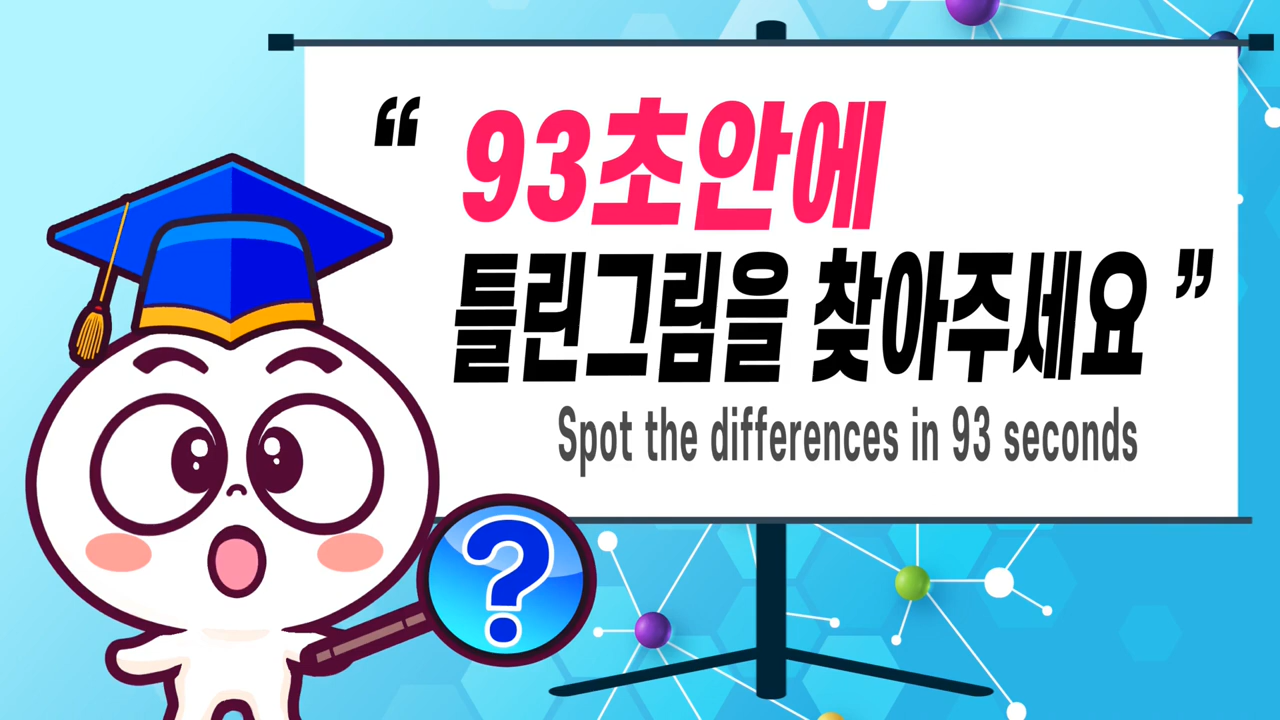 “ 93초안에
틀린그림을 찾아주세요 ”
Spot the differences in 93 seconds
?